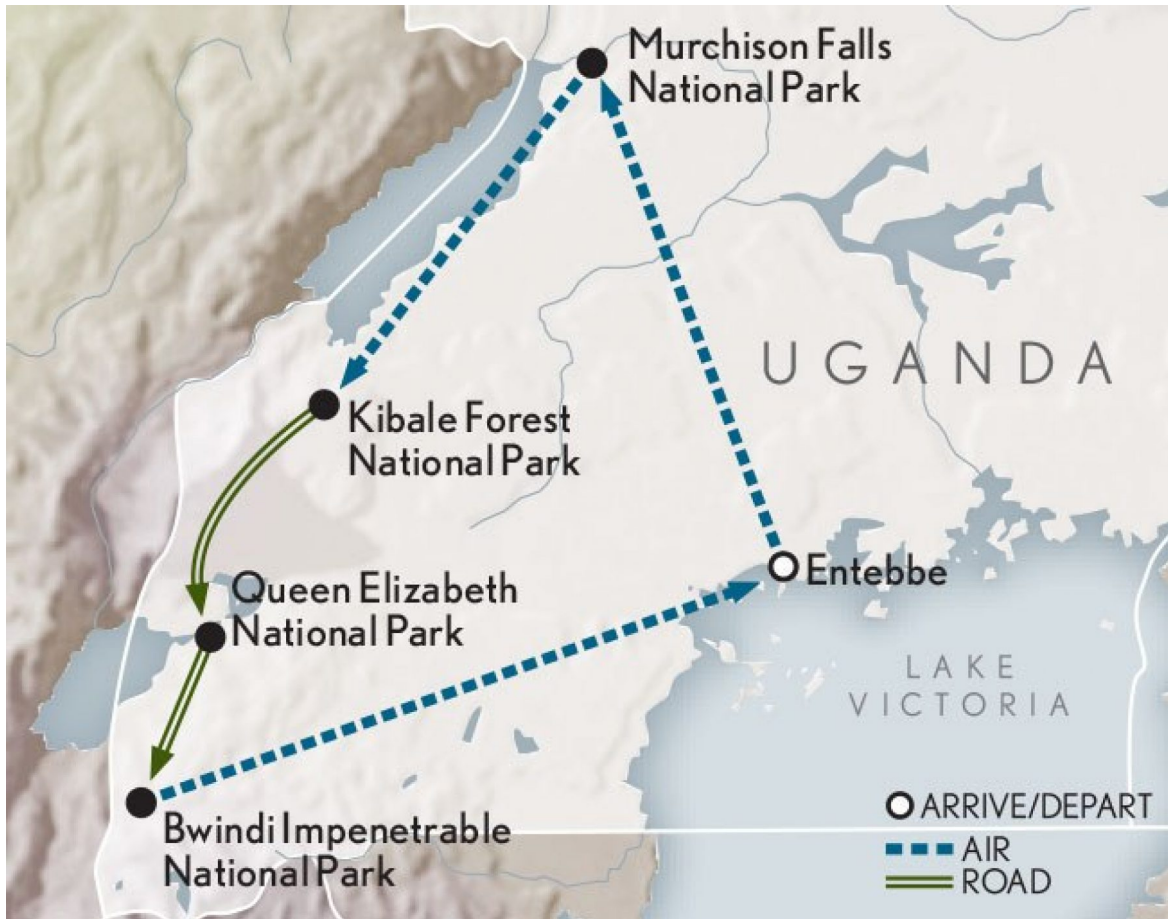 Murchison Falls
National Park
UGANDA
Kibale Forest
National Park
Entebbe
Queen Elizabeth
National Park
LAKE
VICTORIA
Bwindi Impenetrable
National Park
ARRIVE/DEPART
AIR
ROAD